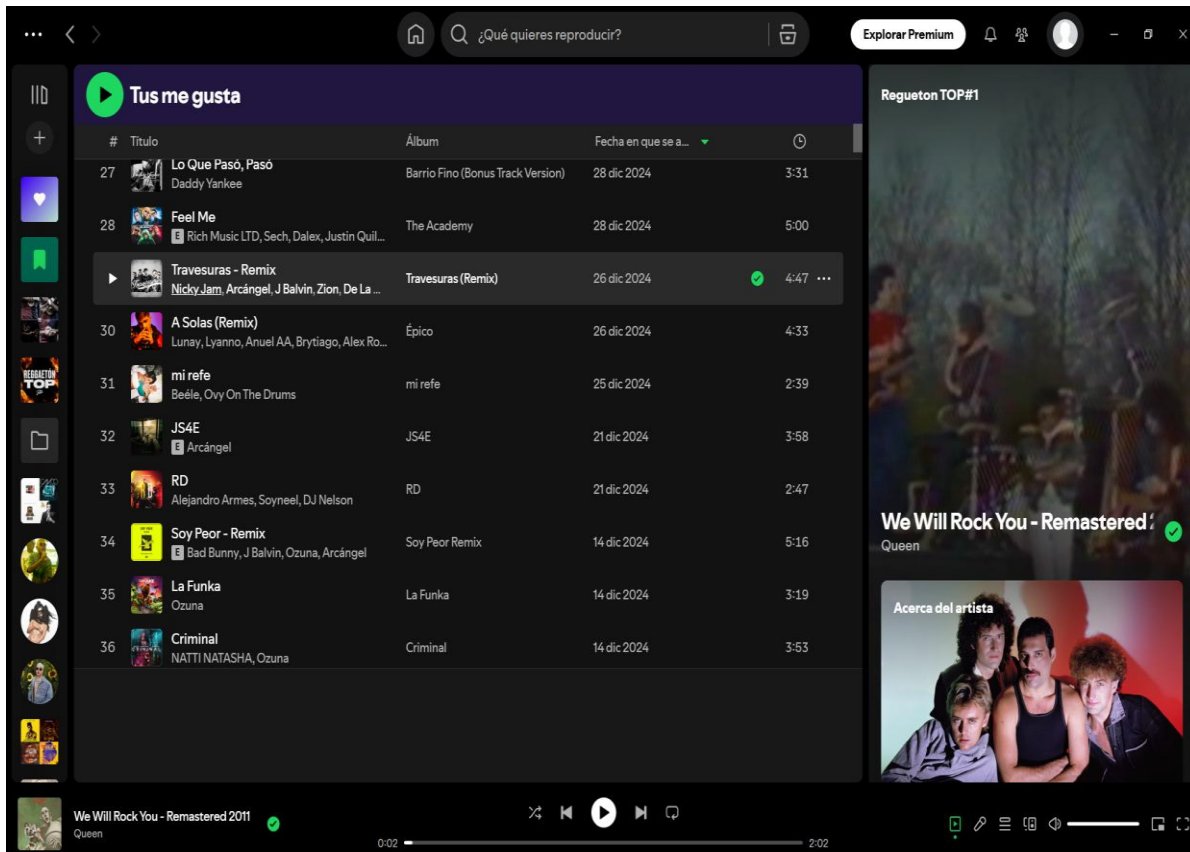 ¿Qué quieres reproducir?
Explorar Premium
Tus me gusta
# Título Álbum Fecha en que se a...
27 Lo Que Pasó, Pasó Barrio Fino (Bonus Track Version) 28 dic 2024 3:31
Daddy Yankee
28 Feel Me The Academy 28 dic 2024 5:00
E Rich Music LTD, Sech, Dalex, Justin Quil...
Travesuras - Remix Travesuras (Remix) 26 dic 2024 4:47
Nicky Jam, Arcángel, J Balvin, Zion, De La ...
30 A Solas (Remix) Épico 26 dic 2024 4:33
Lunay, Lyanno, Anuel AA, Brytiago, Alex Ro...
31 mi refe mi refe 25 dic 2024 2:39
Beéle, Ovy On The Drums
32 JS4E JS4E 21 dic 2024 3:58
E Arcángel
33 RD RD 21 dic 2024 2:47
Alejandro Armes, Soyneel, DJ Nelson
34 Soy Peor - Remix Soy Peor Remix 14 dic 2024 5:16
E Bad Bunny, J Balvin, Ozuna, Arcángel
35 La Funka La Funka 14 dic 2024 3:19
Ozuna
36 Criminal Criminal 14 dic 2024 3:53
NATTI NATASHA, Ozuna
REGGAETÓN
TOP
Regueton TOP#1
We Will Rock You - Remastered
Queen
Acerca del artista
We Will Rock You - Remastered 2011
Queen
0:02
2:02